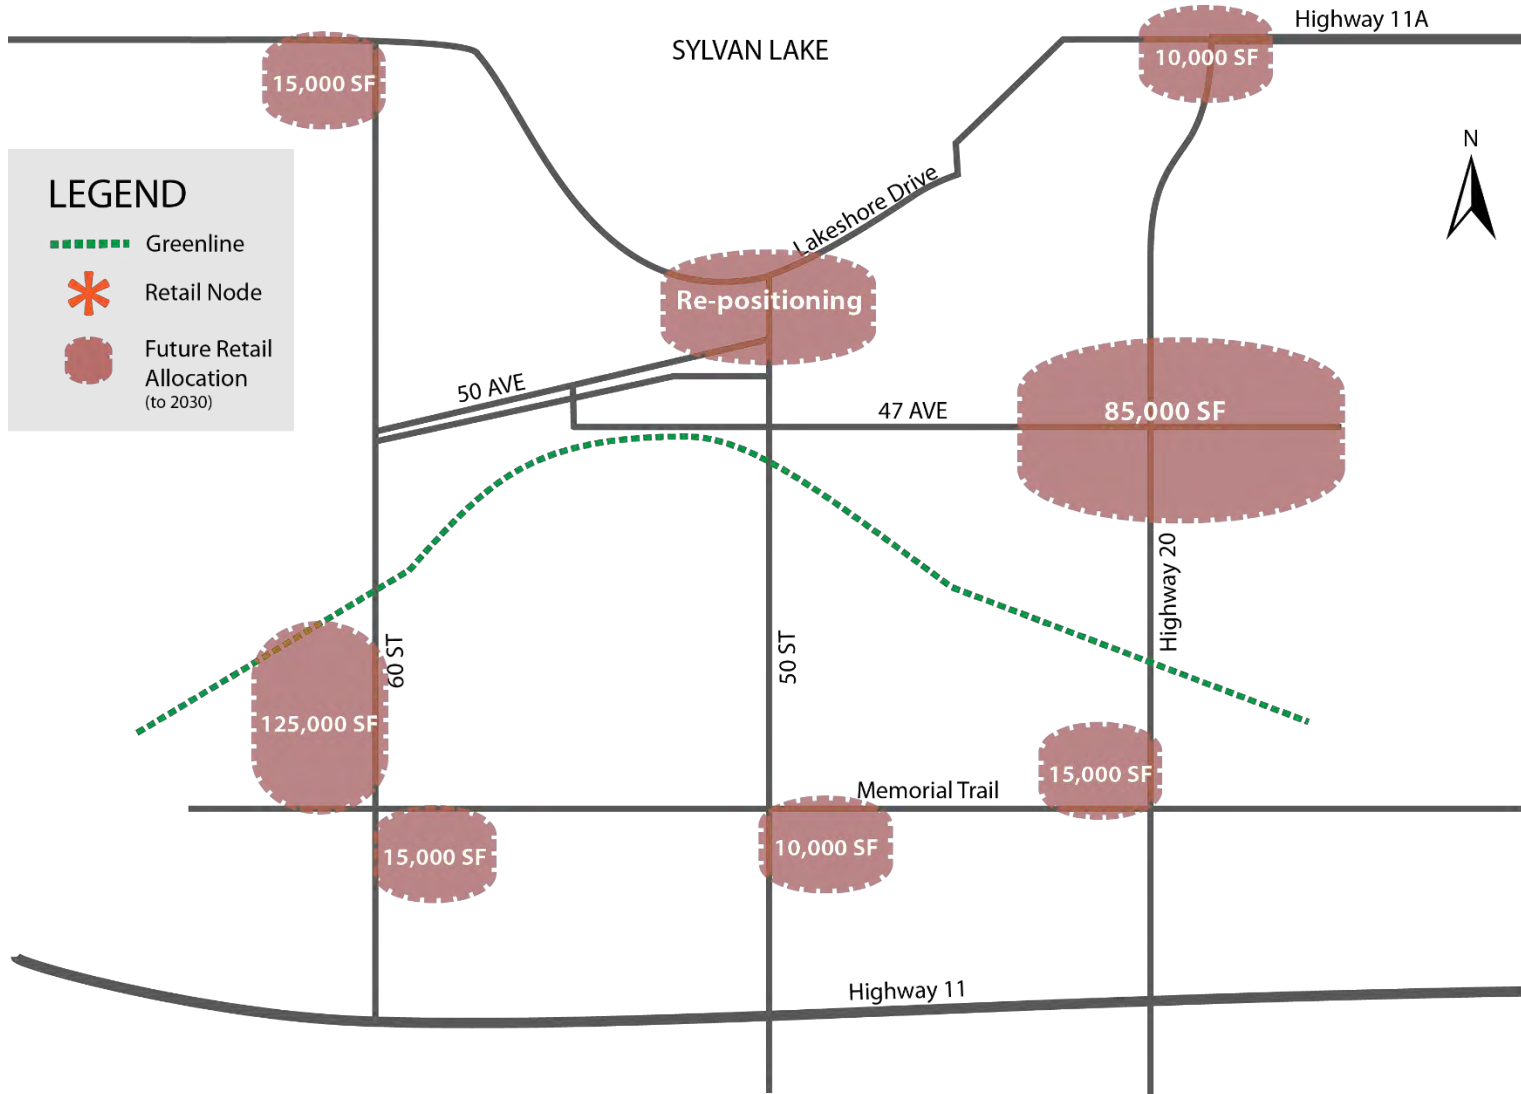 Highway 11A
SYLVAN LAKE
15,000 SF
10,000 SF
N
LEGEND
Greenline
Retail Node
Future Retail
Allocation
(to 2030)
Lakeshore Drive
Re-positioning
50 AVE
47 AVE
85,000 SF
Highway 20
60 ST
50 ST
125,000 SF
15,000 SF
Memorial Trail
15,000 SF
10,000 SF
Highway 11